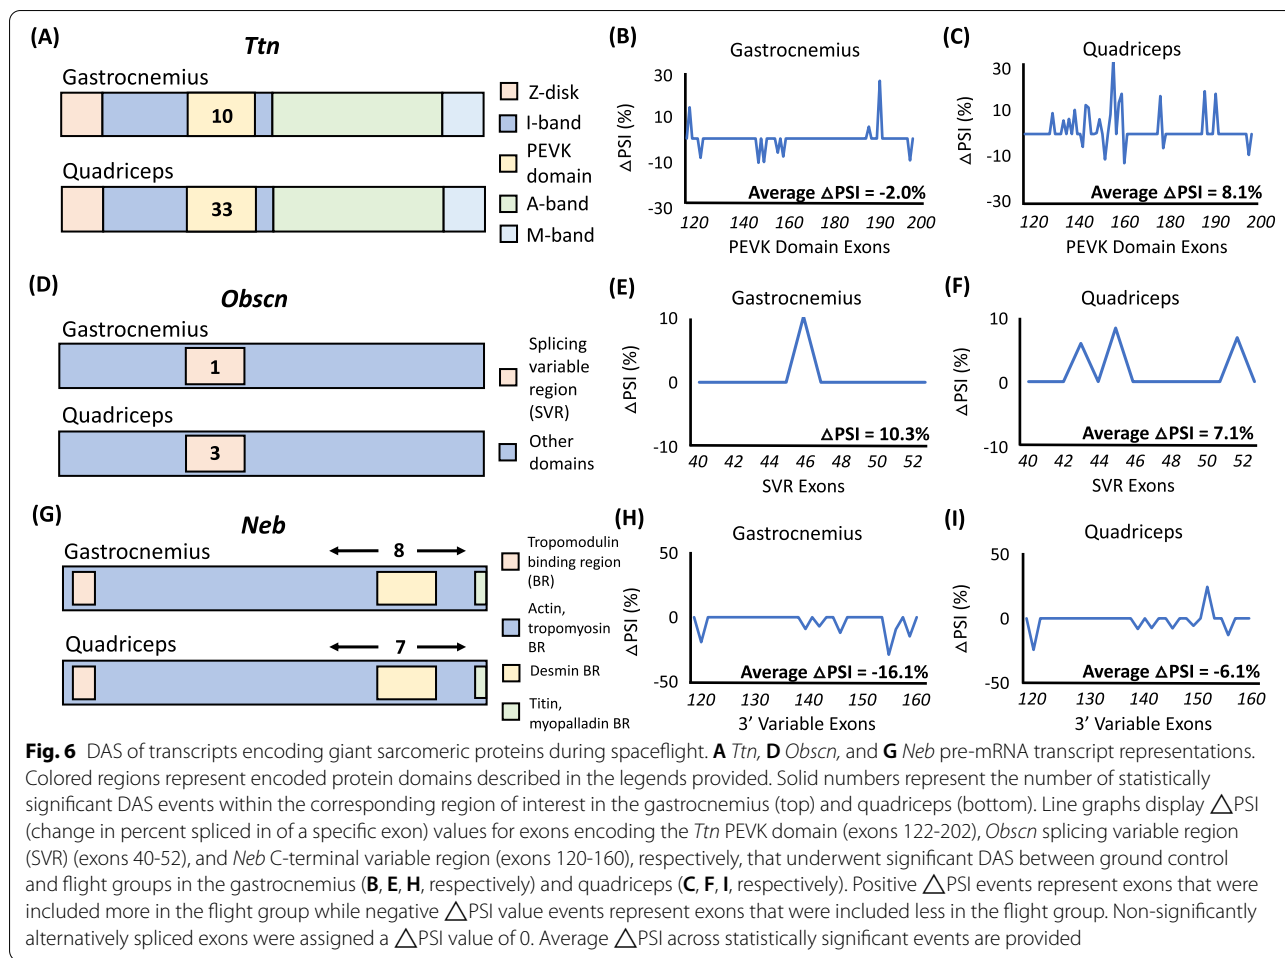 (A)
Ttn
Gastrocnemius
10
Quadriceps
33
Z-disk
I-band
PEVK
domain
A-band
M-band
(B)
Gastrocnemius
△PSI (%)
30
10
-10
-30
Average △PSI = -2.0%
120 140 160 180 190 200
PEVK Domain Exons
(C)
Quadriceps
△PSI (%)
30
10
-10
-30
Average △PSI = 8.1%
120 140 160 180 190 200
PEVK Domain Exons
(D)
Obscn
Gastrocnemius
1
Quadriceps
3
Splicing
variable
region
(SVR)
Other
domains
(E)
Gastrocnemius
△PSI (%)
10
0
-10
△PSI = 10.3%
40 42 44 46 48 50 52
SVR Exons
(F)
Quadriceps
△PSI (%)
10
0
-10
Average △PSI = 7.1%
40 42 44 46 48 50 52
SVR Exons
(G)
Neb
Gastrocnemius
8
Quadriceps
7
Tropomodulin
binding region
(BR)
Actin,
tropomyosin
BR
Desmin BR
Titin,
myopalladin BR
(H)
Gastrocnemius
△PSI (%)
50
0
-50
Average △PSI = -16.1%
120 130 140 150 160
3’ Variable Exons
(I)
Quadriceps
△PSI (%)
50
0
-50
Average △PSI = -6.1%
120 130 140 150 160
3’ Variable Exons
Fig. 6 DAS of transcripts encoding giant sarcomeric proteins during spaceflight. A Ttn, D Obscn, and G Neb pre-mRNA transcript representations.
Colored regions represent encoded protein domains described in the legends provided. Solid numbers represent the number of statistically
significant DAS events within the corresponding region of interest in the gastrocnemius (top) and quadriceps (bottom). Line graphs display △PSI
(change in percent spliced in of a specific exon) values for exons encoding the Ttn PEVK domain (exons 122-202), Obscn splicing variable region
(SVR) (exons 40-52), and Neb C-terminal variable region (exons 120-160), respectively, that underwent significant DAS between ground control
and flight groups in the gastrocnemius (B, E, H, respectively) and quadriceps (C, F, I, respectively). Positive △PSI events represent exons that were
included more in the flight group while negative △PSI value events represent exons that were included less in the flight group. Non-significantly
alternatively spliced exons were assigned a △PSI value of 0. Average △PSI across statistically significant events are provided